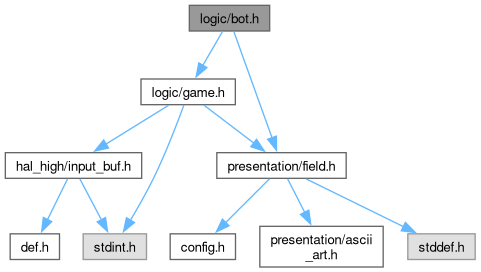 logic/bot.h
logic/game.h
hal_high/input_buf.h
presentation/field.h
def.h
stdint.h
config.h
presentation/ascii
_art.h
stddef.h